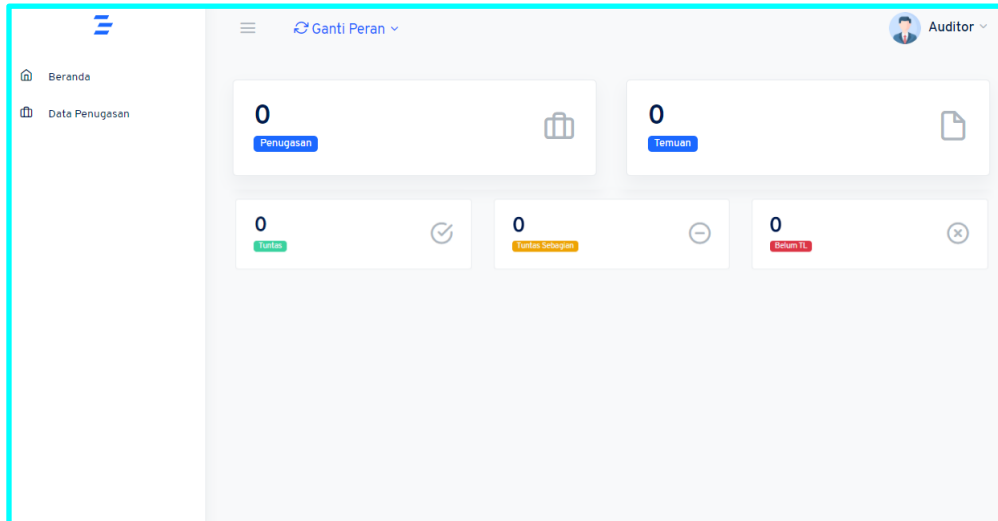 Ganti Peran
Auditor
Beranda
Data Penugasan
0
Penugasan
0
Temuan
0
Tuntas
0
Tuntas Sebagian
0
Belum TL